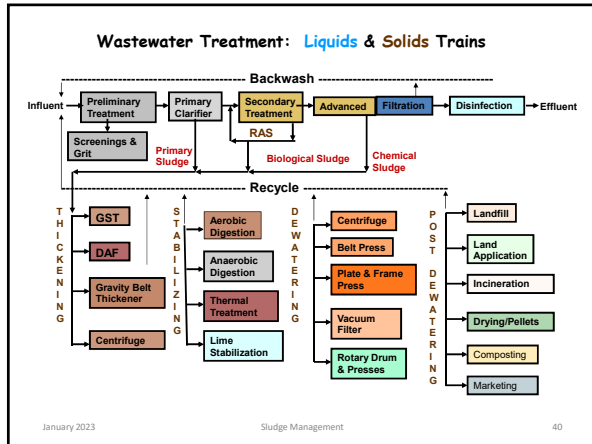 Wastewater Treatment: Liquids & Solids Trains
Backwash
Influent
Preliminary
Treatment
Primary
Clarifier
Secondary
Treatment
Advanced
Filtration
Disinfection
Effluent
RAS
Screenings &
Grit
Primary
Sludge
Biological Sludge
Chemical
Sludge
Recycle
THICKENING
GST
DAF
Gravity Belt
Thickener
Centrifuge
STABILIZING
Aerobic
Digestion
Anaerobic
Digestion
Thermal
Treatment
Lime
Stabilization
DEWATERING
Centrifuge
Belt Press
Plate & Frame
Press
Vacuum
Filter
Rotary Drum
& Presses
POST DEWATERING
Landfill
Land
Application
Incineration
Drying/Pellets
Composting
Marketing
January 2023
Sludge Management
40